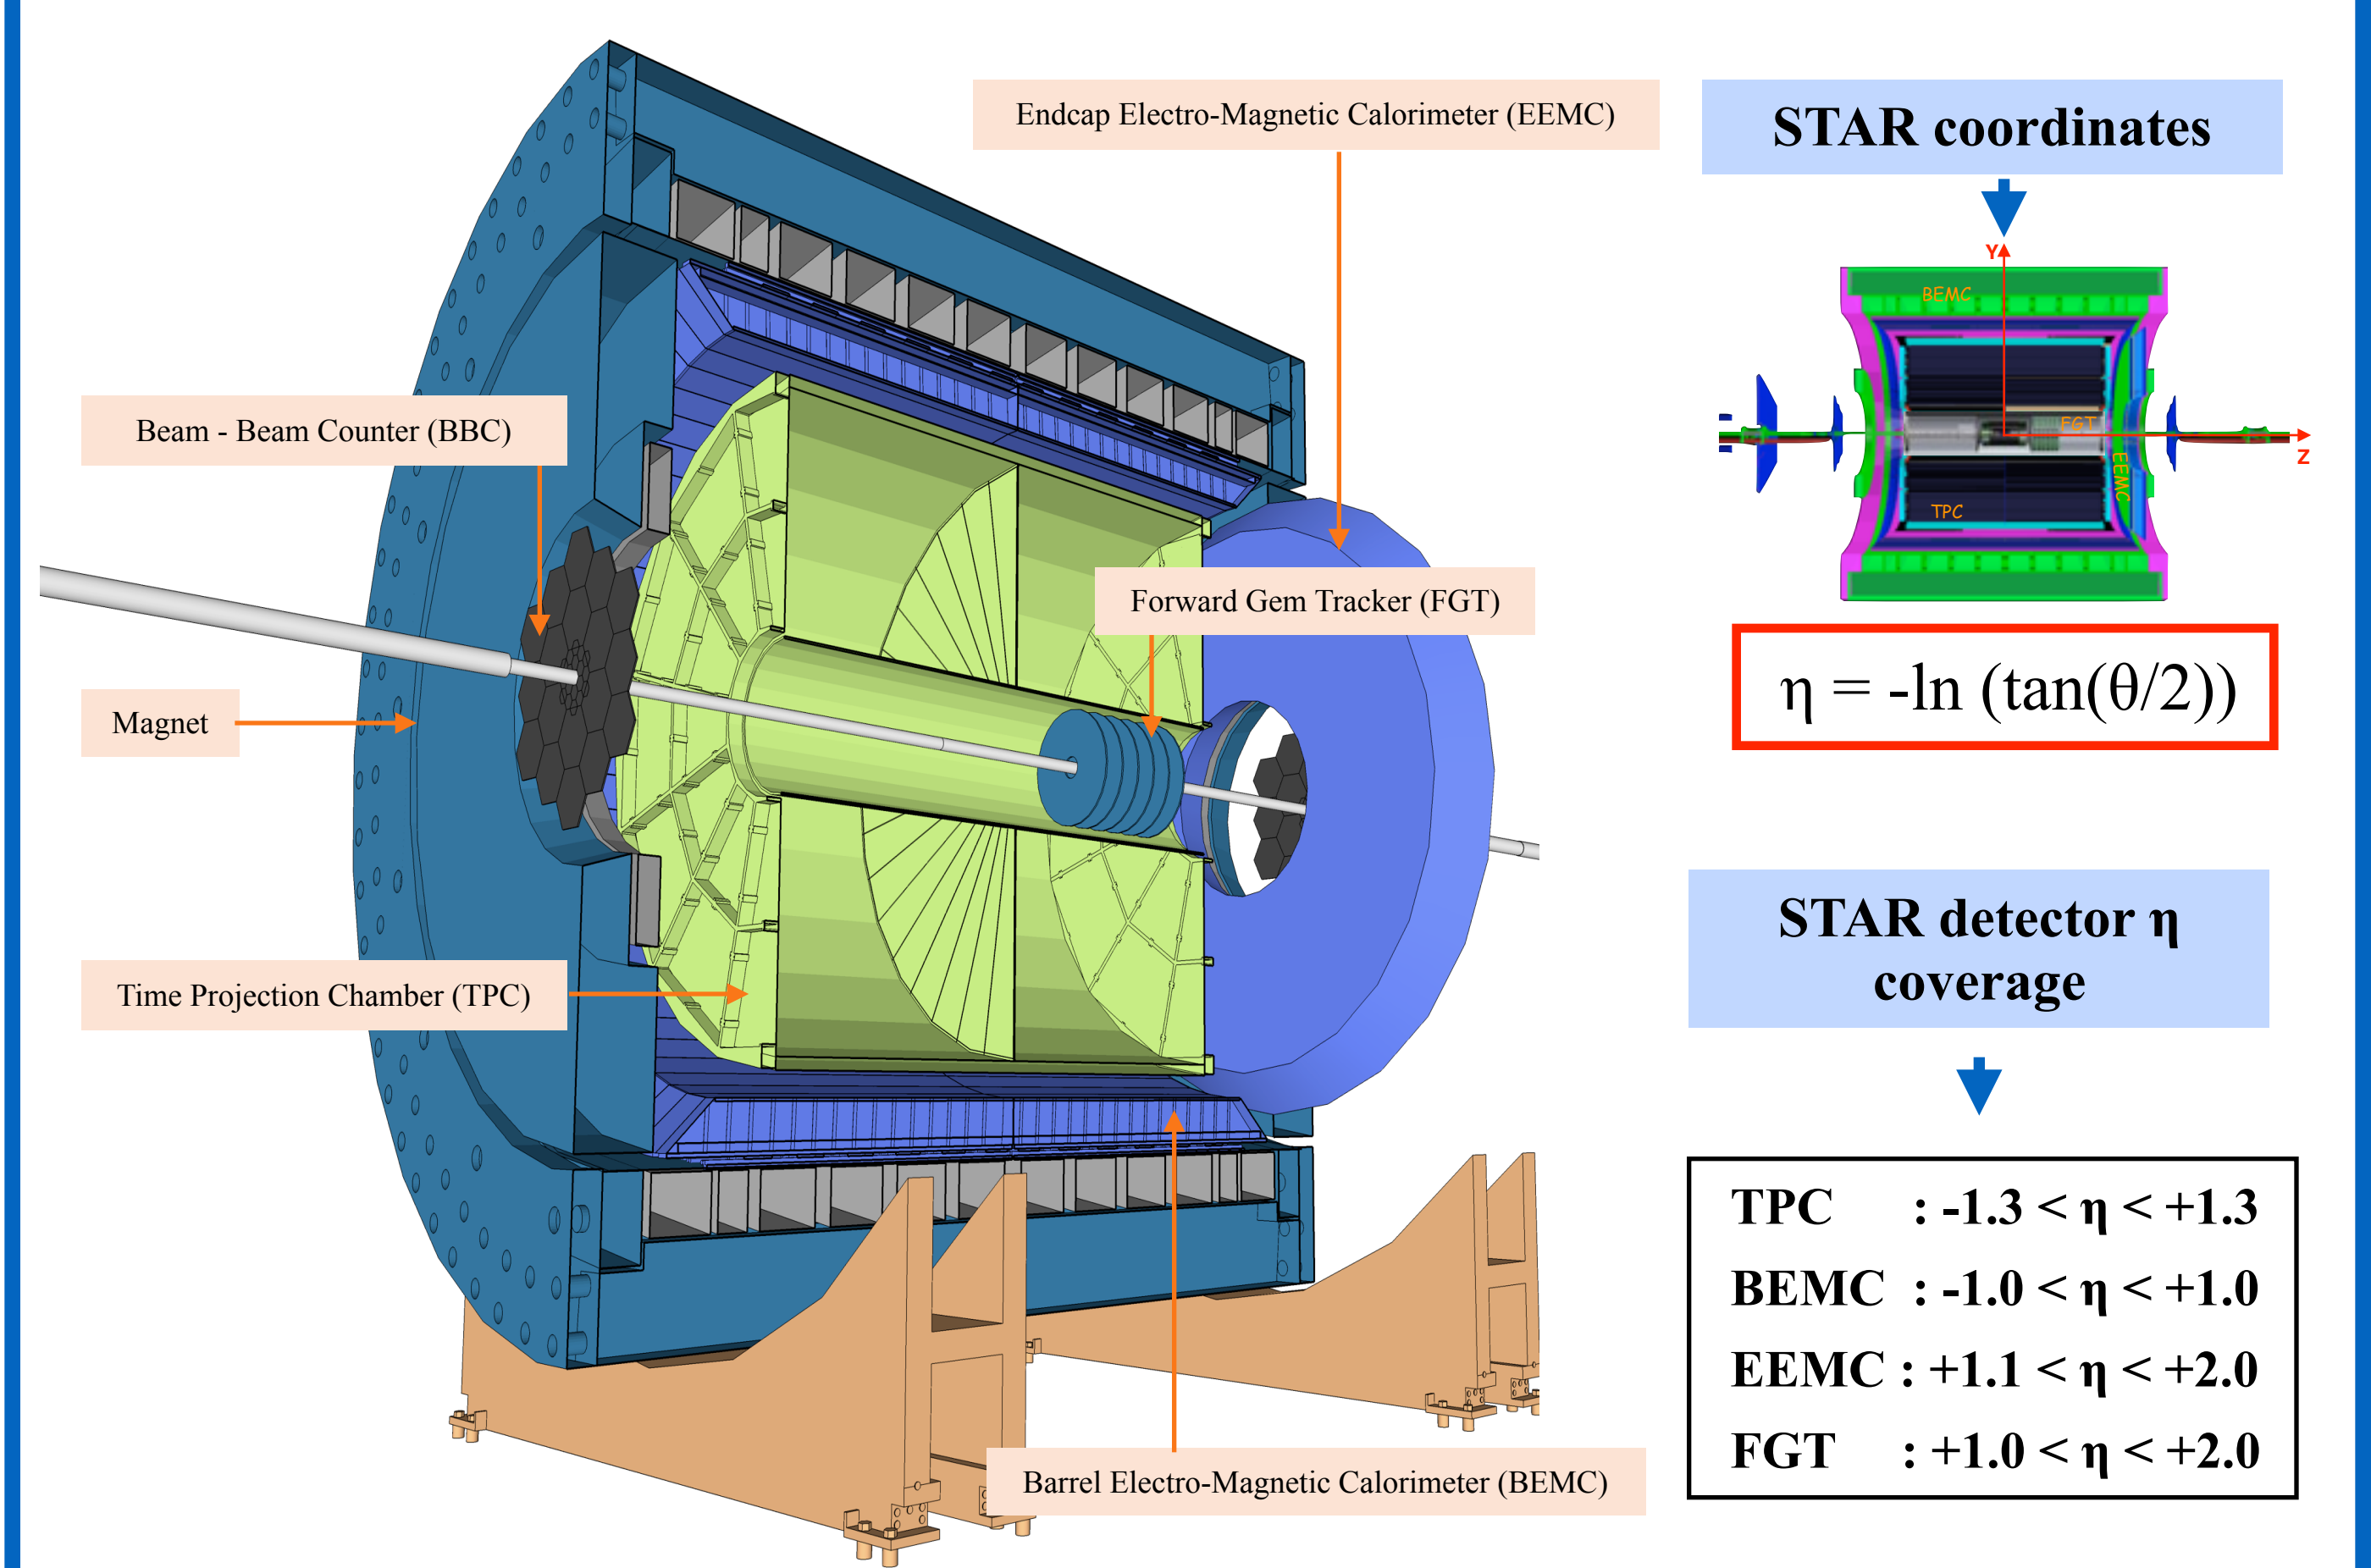 Endcap Electro-Magnetic Calorimeter (EEMC)
Beam - Beam Counter (BBC)
Forward Gem Tracker (FGT)
Magnet
Time Projection Chamber (TPC)
Barrel Electro-Magnetic Calorimeter (BEMC)
STAR coordinates
Y
BEMC
FGT
Z
EEMC
TPC
η = -ln (tan(θ/2))
STAR detector η
coverage
TPC : -1.3 < η < +1.3
BEMC : -1.0 < η < +1.0
EEMC : +1.1 < η < +2.0
FGT : +1.0 < η < +2.0